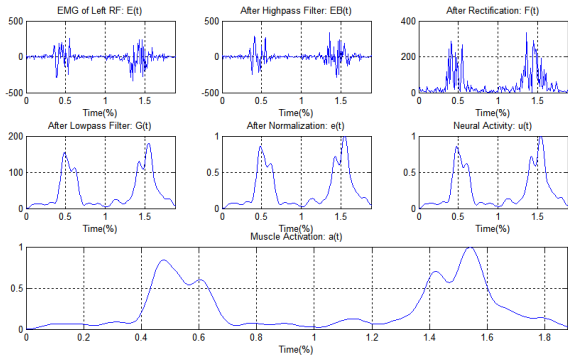 EMG of Left RF: E(t)
After Highpass Filter: EB(t)
After Rectification: F(t)
500
0
-500
0 0.5 1 1.5
Time(%)
500
0
-500
0 0.5 1 1.5
Time(%)
400
200
0
0 0.5 1 1.5
Time(%)
After Lowpass Filter: G(t)
After Normalization: e(t)
Neural Activity: u(t)
200
100
0
0 0.5 1 1.5
Time(%)
1
0.5
0
0 0.5 1 1.5
Time(%)
1
0.5
0
0 0.5 1 1.5
Time(%)
Muscle Activation: a(t)
1
0.5
0
0 0.2 0.4 0.6 0.8 1 1.2 1.4 1.6 1.8
Time(%)